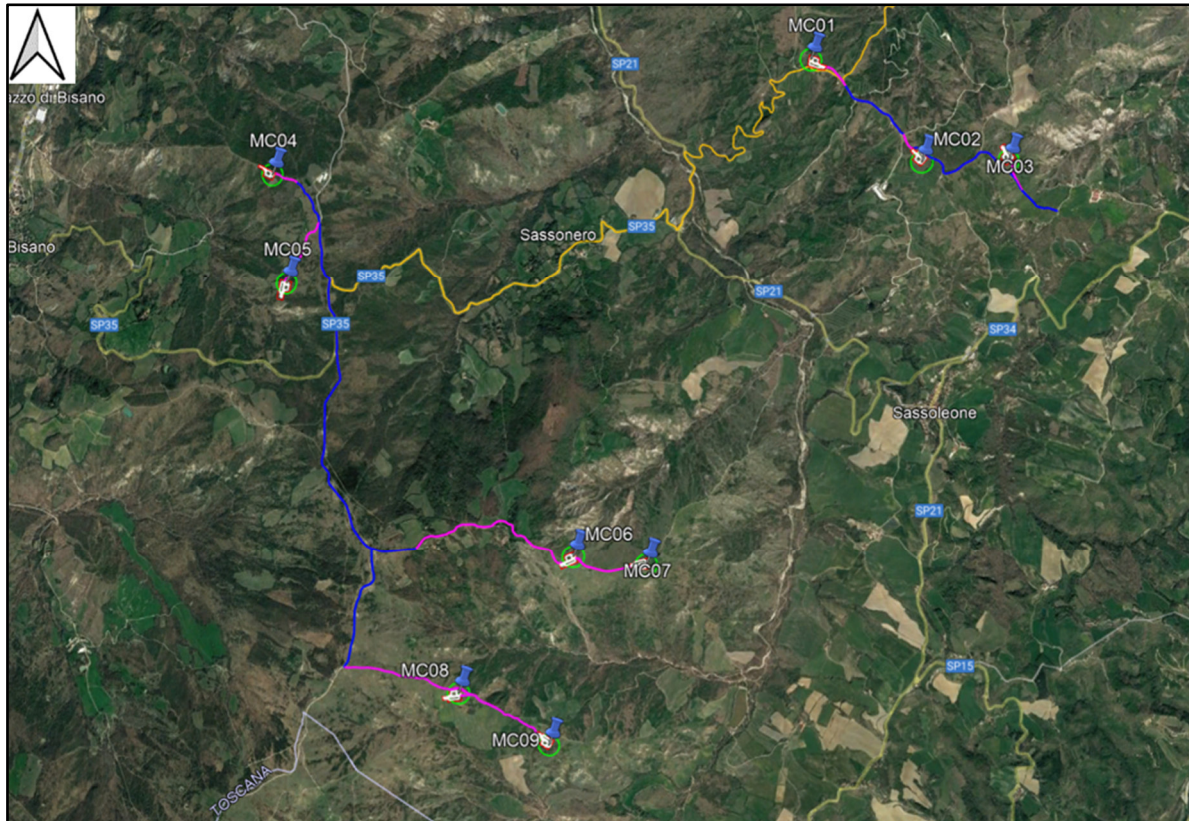 MC01
SP21
azzo di Bisano
MC04
MC02
MC03
SP35
Sassonero
Bisano
MC05
SP35
SP21
SP35
SP35
SP34
Sassoleone
SP21
MC06
MC07
MC08
SP15
MC09
TOSCANA